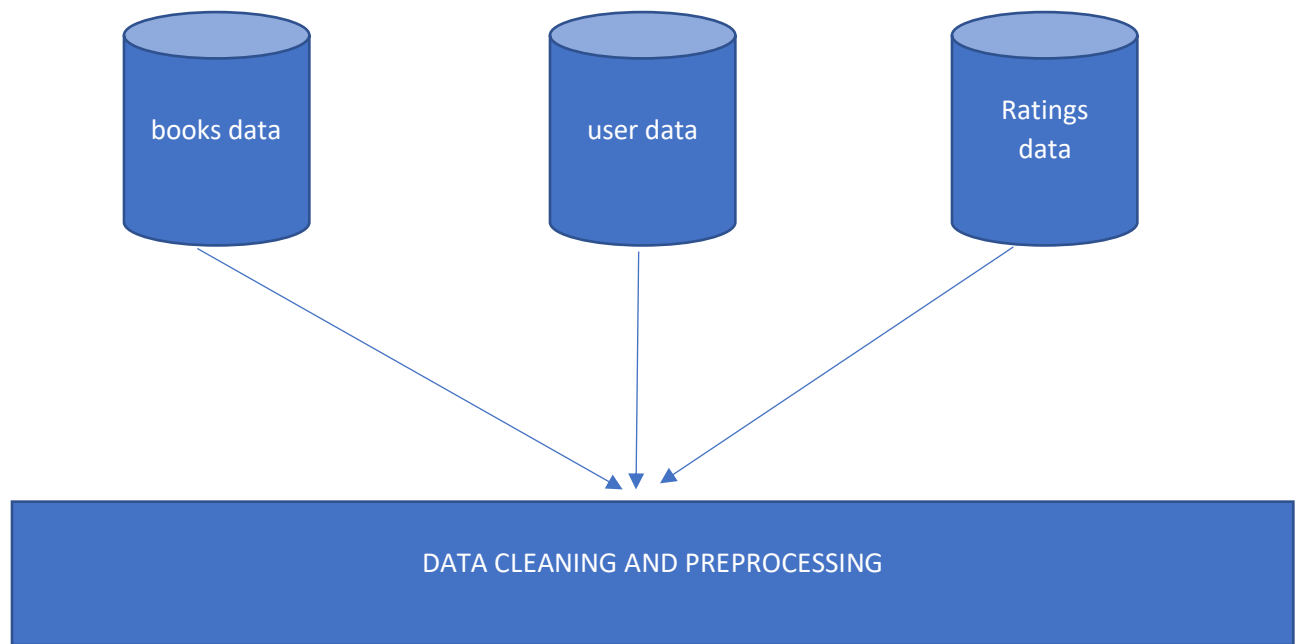 books data
user data
Ratings
data
DATA CLEANING AND PREPROCESSING